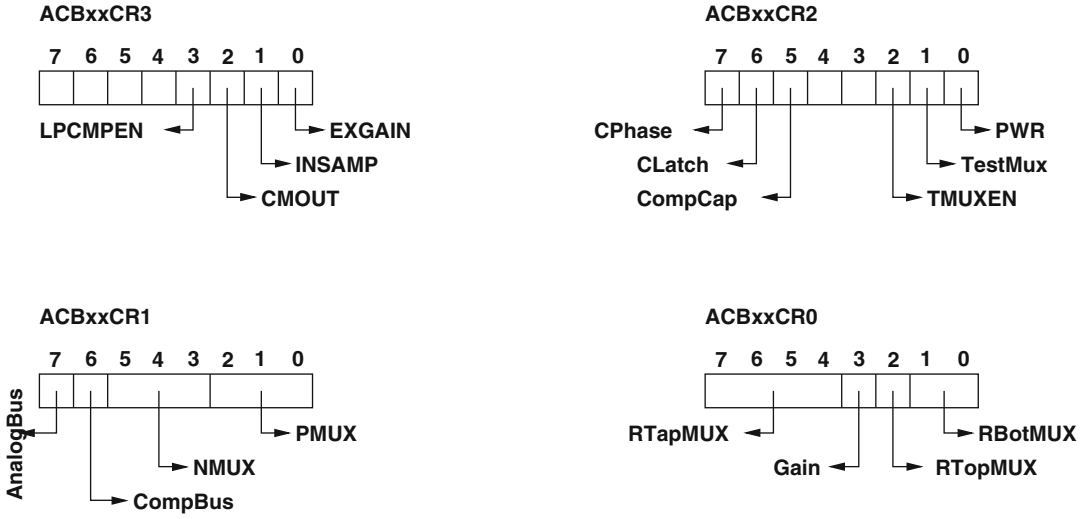 ACBxxCR3
7 6 5 4 3 2 1 0
LPCMPEN
EXGAIN
INSAMP
CMOUT
ACBxxCR2
7 6 5 4 3 2 1 0
CPhase
PWR
CLatch
TestMux
CompCap
TMUXEN
ACBxxCR1
7 6 5 4 3 2 1 0
AnalogBus
PMUX
NMUX
CompBus
ACBxxCR0
7 6 5 4 3 2 1 0
RTapMUX
RBotMUX
Gain
RTopMUX